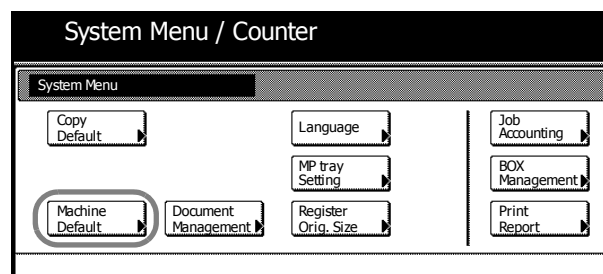 System Menu / Counter
System Menu
Copy
Default
Language
Job
Accounting
MP tray
Setting
BOX
Management
Machine
Default
Document
Management
Register
Orig. Size
Print
Report